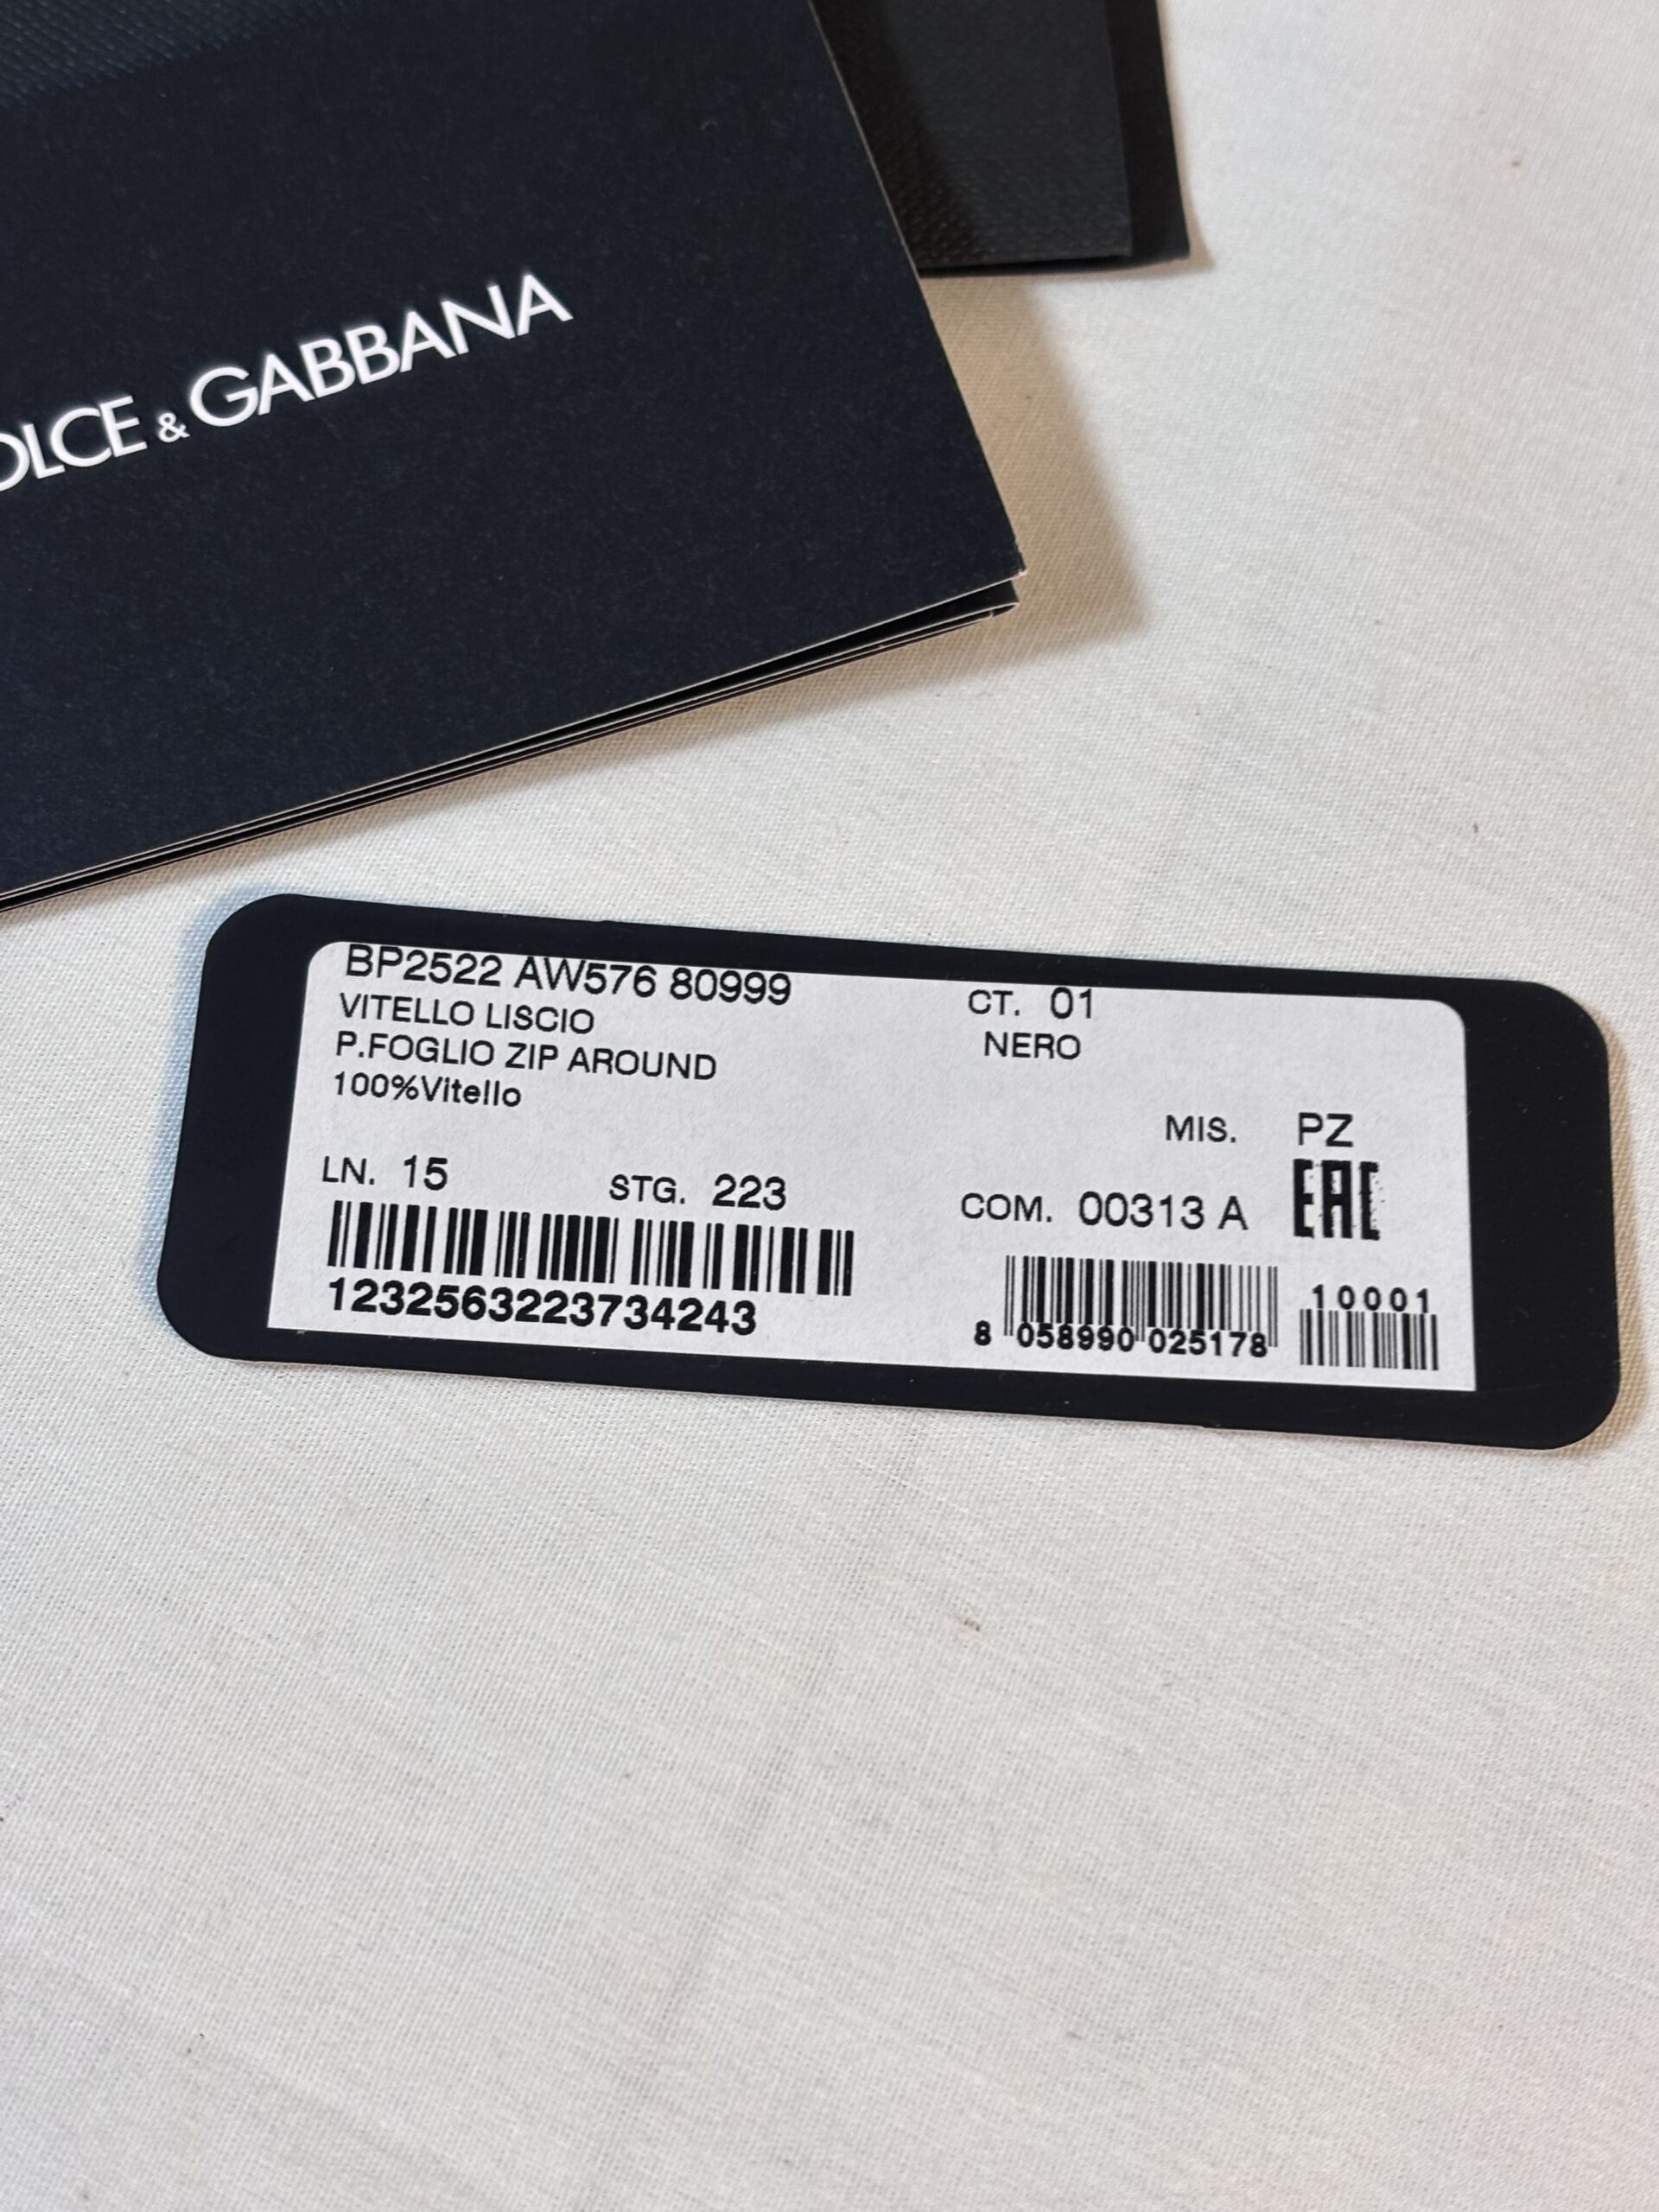 OLCE & GABBANA
BP2522 AW576 80999
CT. 01
VITELLO LISCIO
NERO
P.FOGLIO ZIP AROUND
100%Vitello
MIS. PZ
LN. 15 STG. 223
COM. 00313 A EAC
1232563223734243
8 058990 025178
10001